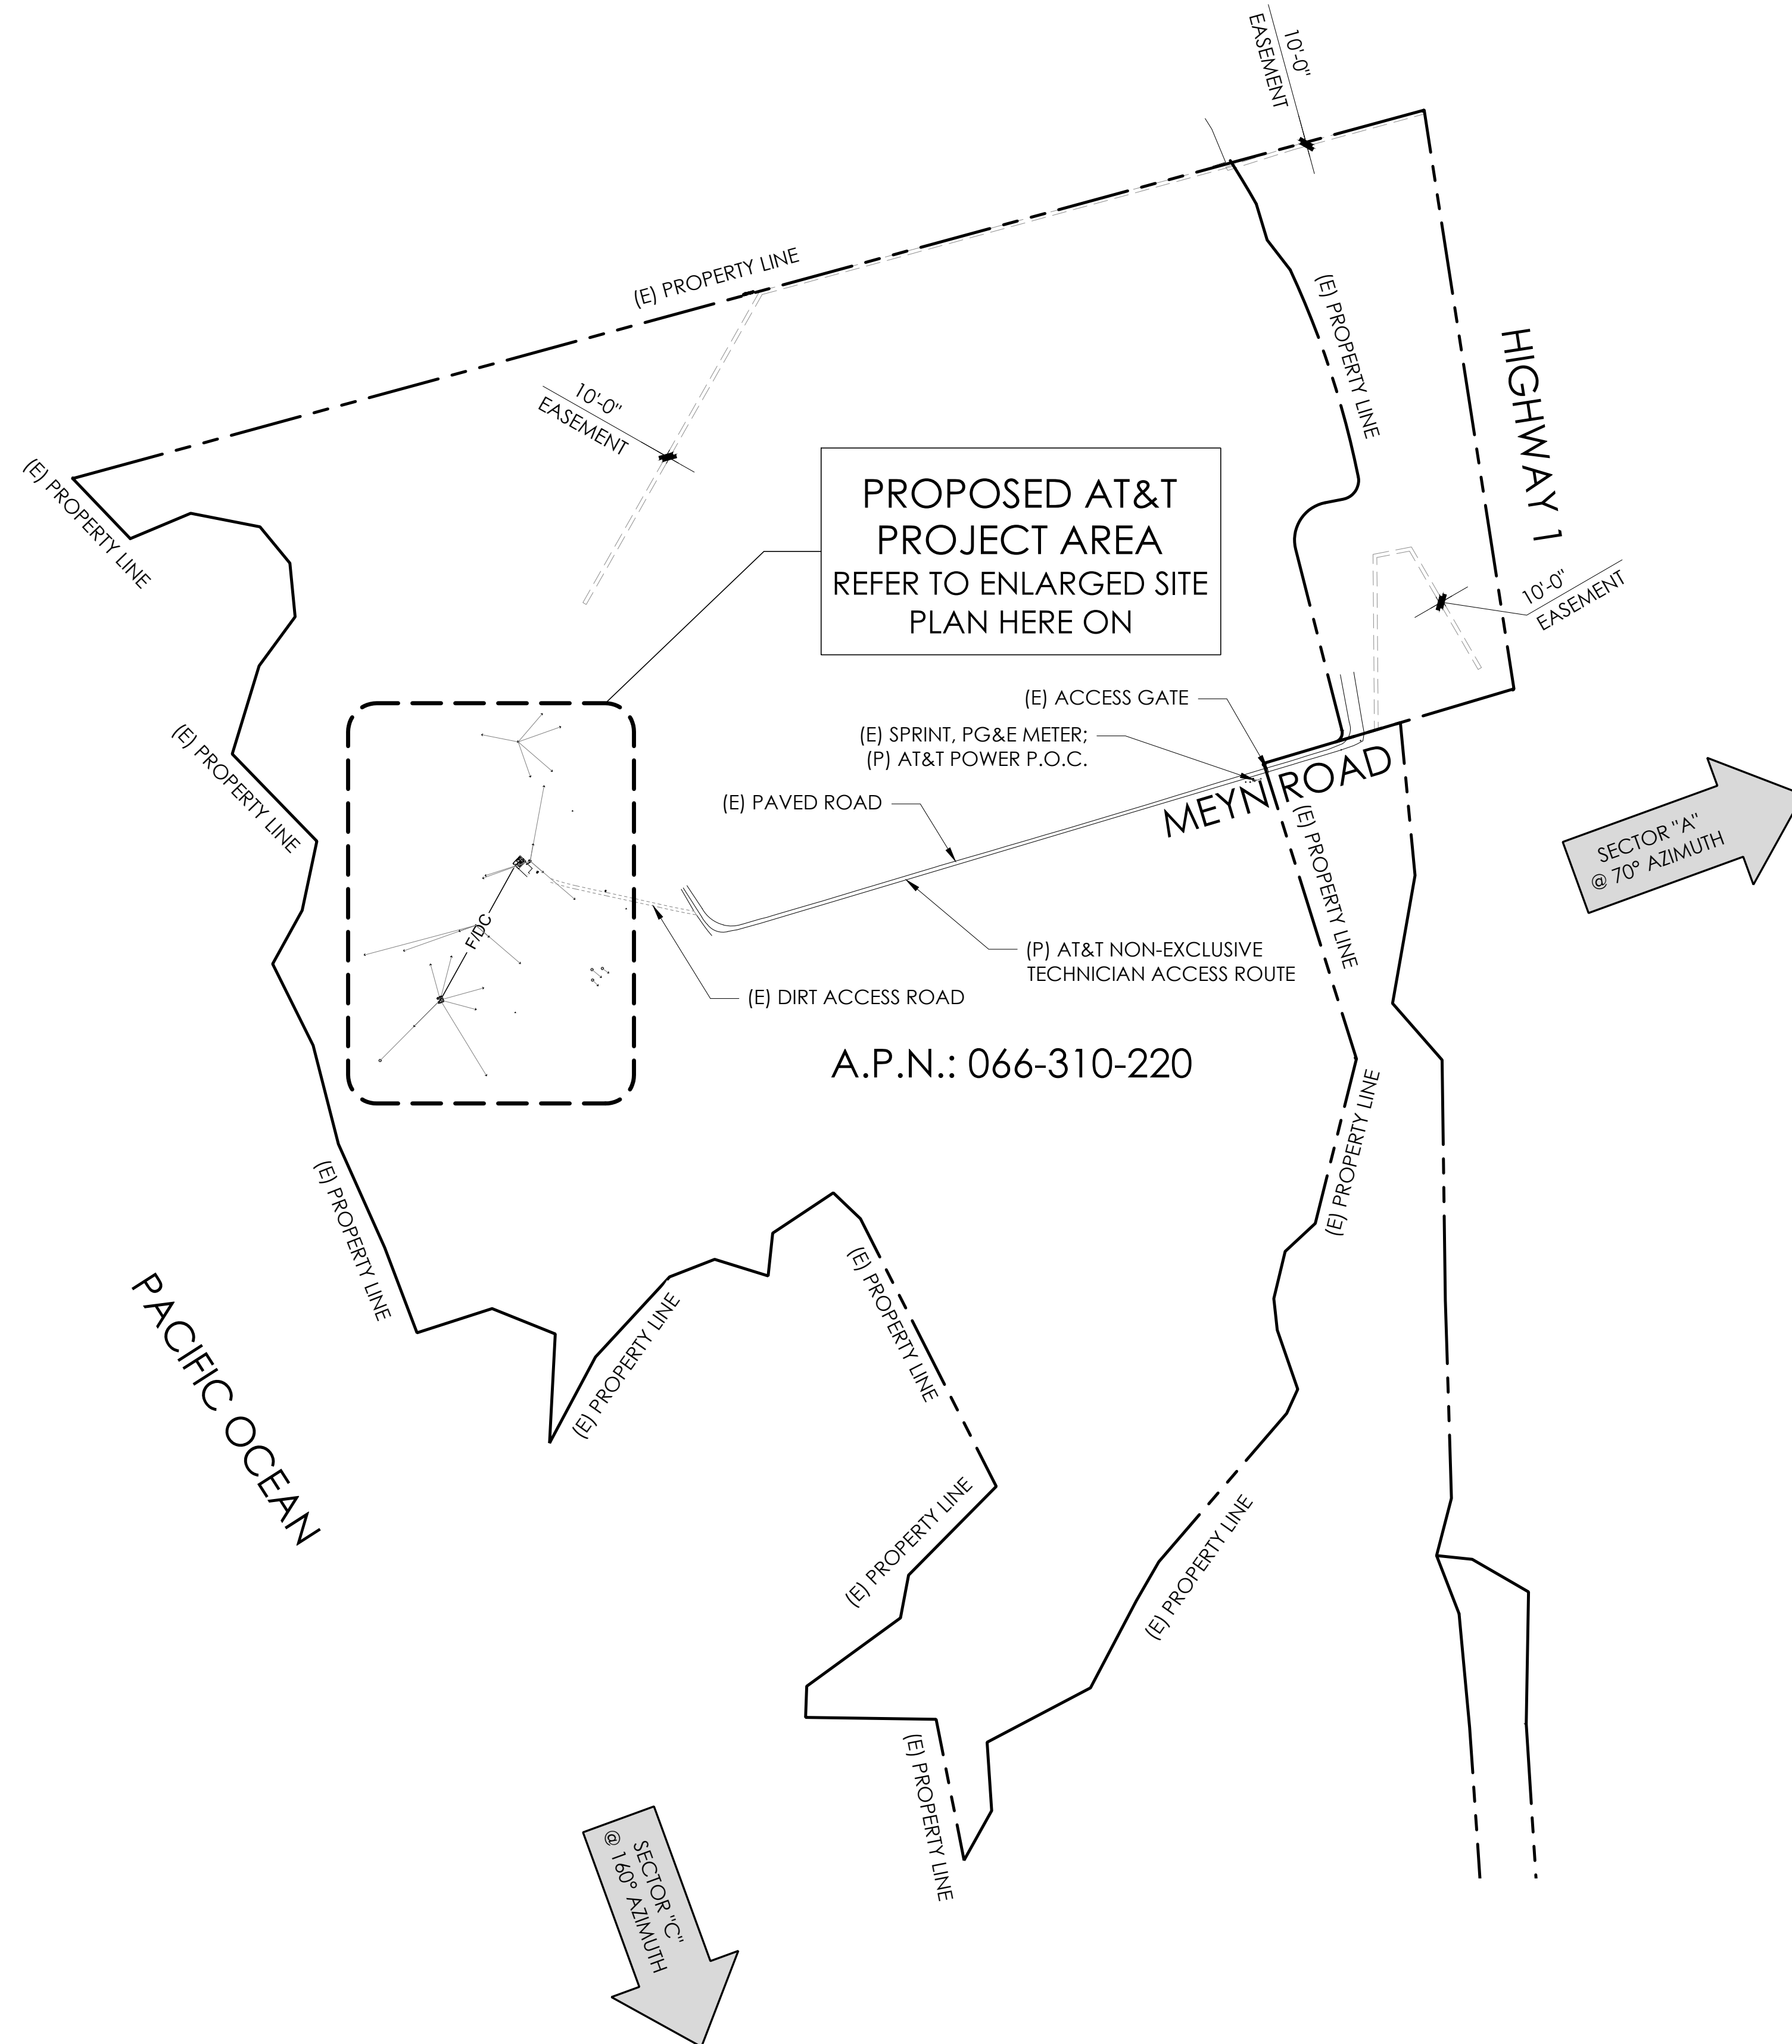 10'-0"
EASEMENT
(E) PROPERTY LINE
(E) PROPERTY LINE
HIGHWAY 1
10'-0"
EASEMENT
(E) PROPERTY LINE
PROPOSED AT&T
PROJECT AREA
REFER TO ENLARGED SITE
PLAN HERE ON
10'-0"
EASEMENT
(E) ACCESS GATE
(E) SPRINT, PG&E METER;
(P) AT&T POWER P.O.C.
(E) PROPERTY LINE
(E) PAVED ROAD
MEYN ROAD
(E) PROPERTY LINE
SECTOR "A"
@ 70° AZIMUTH
F/DC
(P) AT&T NON-EXCLUSIVE
TECHNICIAN ACCESS ROUTE
(E) DIRT ACCESS ROAD
A.P.N.: 066-310-220
(E) PROPERTY LINE
(E) PROPERTY LINE
(E) PROPERTY LINE
(E) PROPERTY LINE
PACIFIC OCEAN
(E) PROPERTY LINE
(E) PROPERTY LINE
(E) PROPERTY LINE
SECTOR "C"
@ 160° AZIMUTH